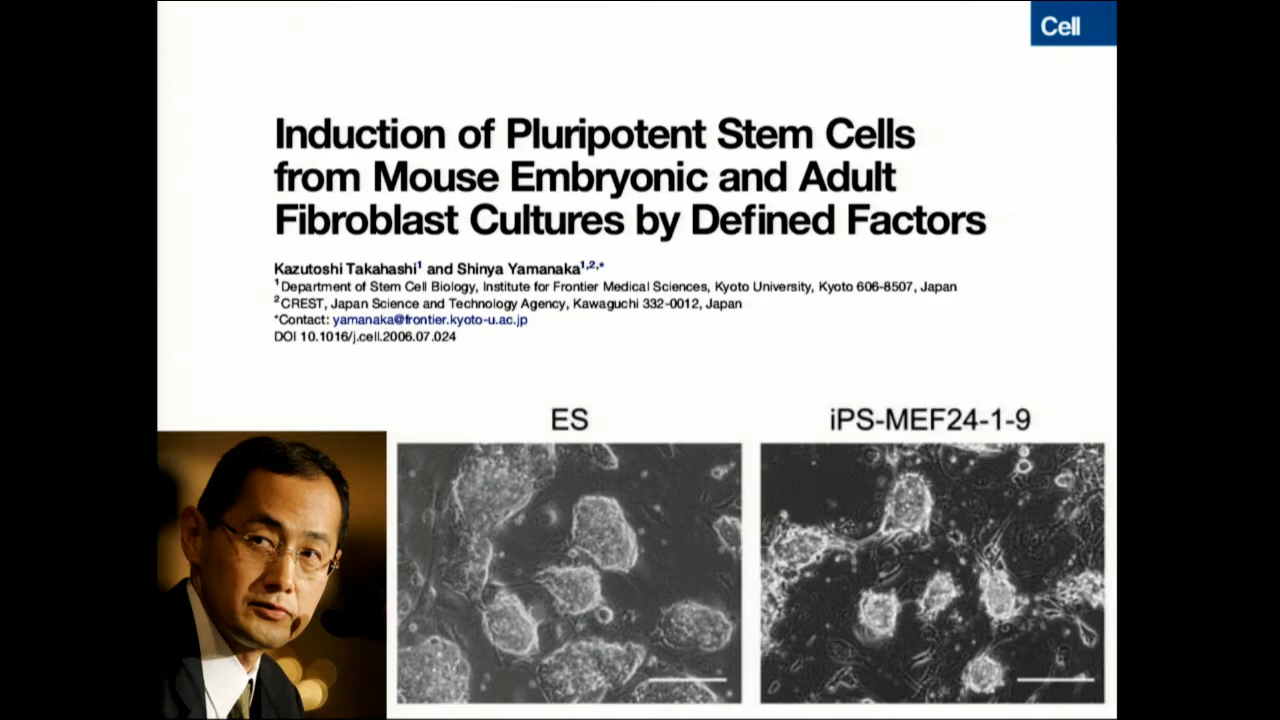 Cell
Induction of Pluripotent Stem Cells
from Mouse Embryonic and Adult
Fibroblast Cultures by Defined Factors
Kazutoshi Takahashi¹ and Shinya Yamanaka¹,²,*
¹Department of Stem Cell Biology, Institute for Frontier Medical Sciences, Kyoto University, Kyoto 606-8507, Japan
²CREST, Japan Science and Technology Agency, Kawaguchi 332-0012, Japan
*Contact: yamanaka@frontier.kyoto-u.ac.jp
DOI 10.1016/j.cell.2006.07.024
ES
iPS-MEF24-1-9